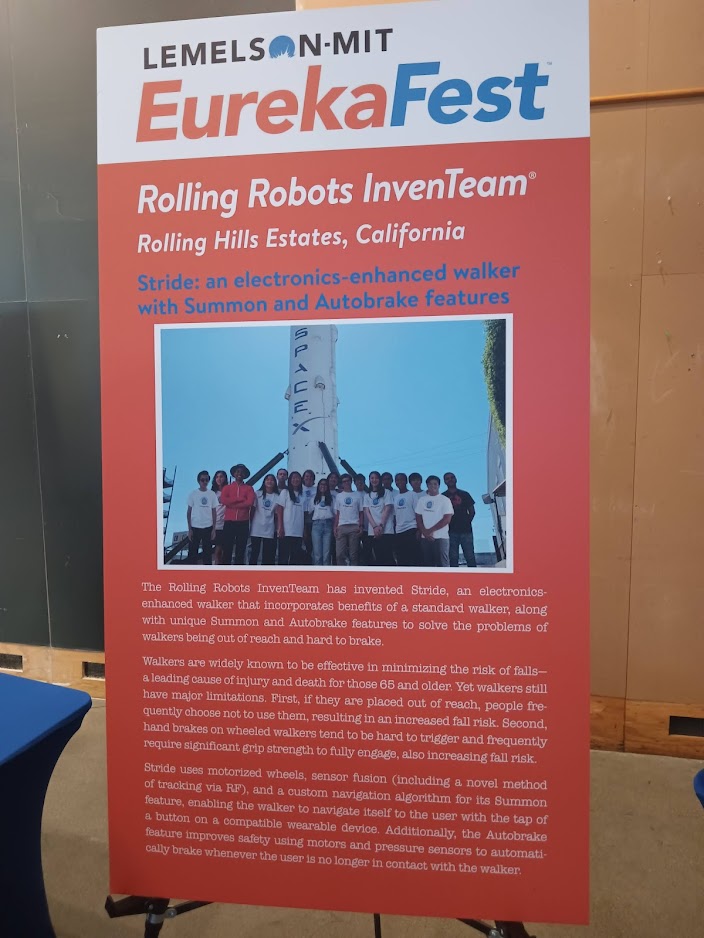 LEMELSON-MIT
EurekaFest™
Rolling Robots InvenTeam®
Rolling Hills Estates, California
Stride: an electronics-enhanced walker
with Summon and Autobrake features
SPACEX
The Rolling Robots InvenTeam has invented Stride, an electronics-
enhanced walker that incorporates benefits of a standard walker, along
with unique Summon and Autobrake features to solve the problems of
walkers being out of reach and hard to brake.
Walkers are widely known to be effective in minimizing the risk of falls—
a leading cause of injury and death for those 65 and older. Yet walkers still
have major limitations. First, if they are placed out of reach, people fre-
quently choose not to use them, resulting in an increased fall risk. Second,
hand brakes on wheeled walkers tend to be hard to trigger and frequently
require significant grip strength to fully engage, also increasing fall risk.
Stride uses motorized wheels, sensor fusion (including a novel method
of tracking via RF), and a custom navigation algorithm for its Summon
feature, enabling the walker to navigate itself to the user with the tap of
a button on a compatible wearable device. Additionally, the Autobrake
feature improves safety using motors and pressure sensors to automati-
cally brake whenever the user is no longer in contact with the walker.